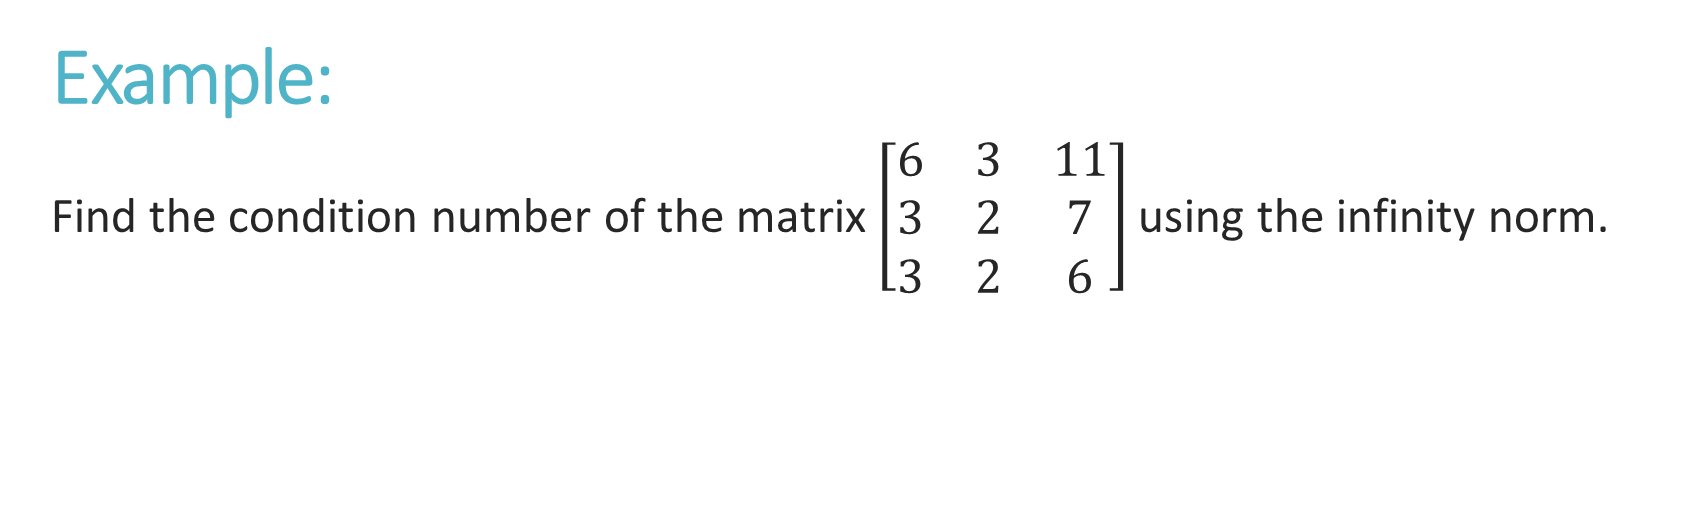 Example:
Find the condition number of the matrix [6 3 11; 3 2 7; 3 2 6] using the infinity norm.